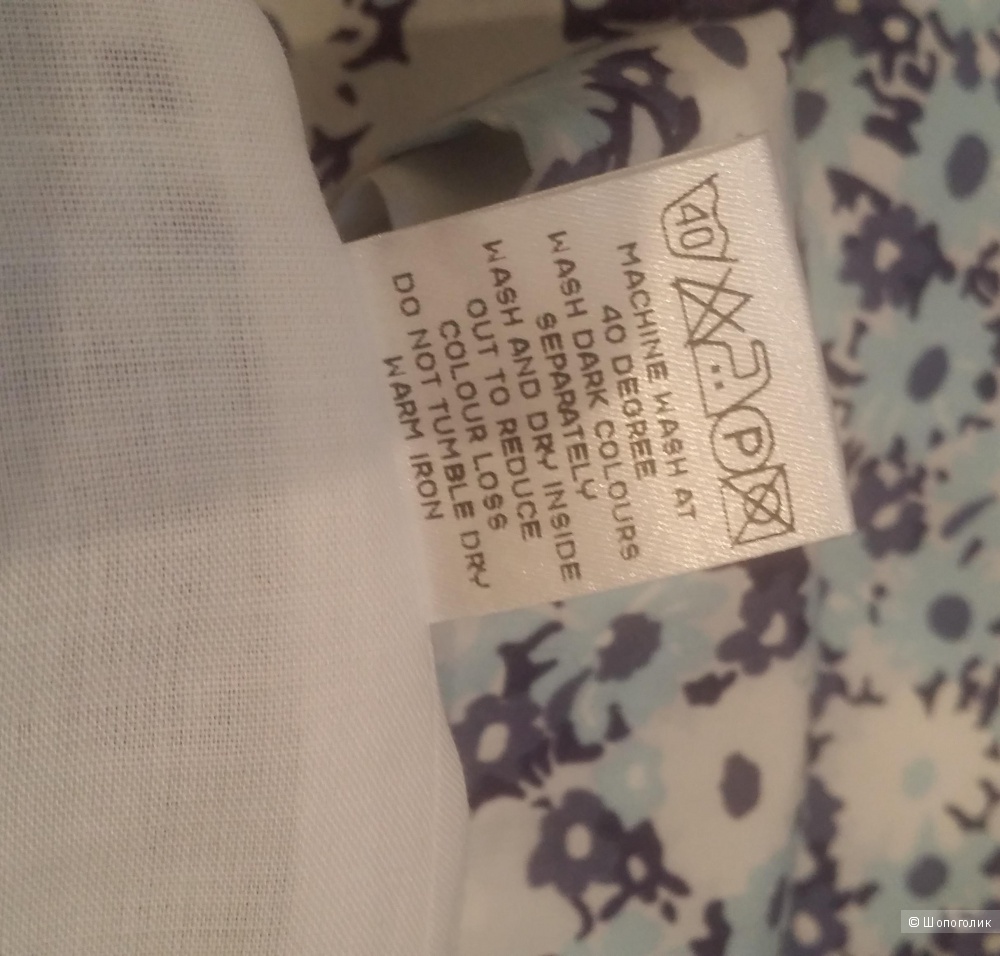 40 P
MACHINE WASH AT
40 DEGREE
WASH DARK COLOURS
SEPARATELY
WASH AND DRY INSIDE
OUT TO REDUCE
COLOUR LOSS
DO NOT TUMBLE DRY
WARM IRON
© Шопоголик